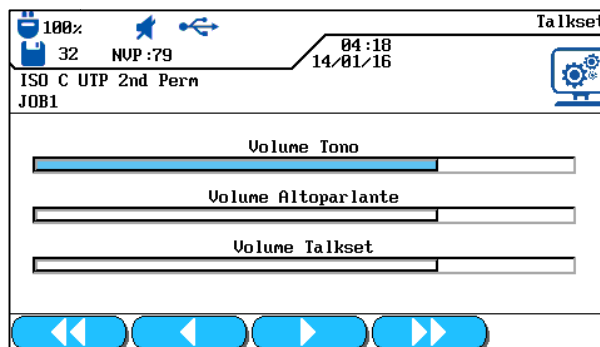 100%
Talkset
32 NVP:79
04:18
14/01/16
ISO C UTP 2nd Perm
JOB1
Volume Tono
Volume Altoparlante
Volume Talkset